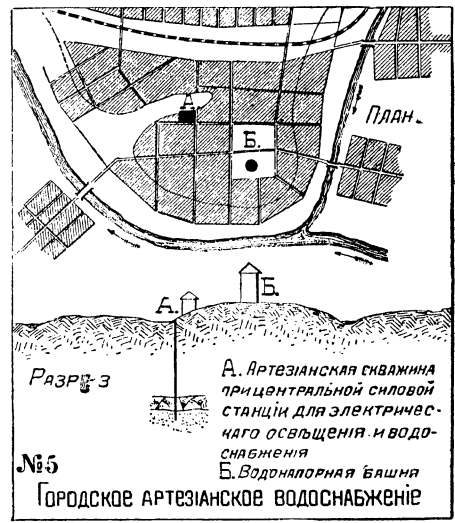 А
Б.
План.
А.
Б.
Разрѣз
А. Артезіанская скважина
при центральной силовой
станціи для электричес-
каго освѣщенія и водо-
снабженія
Б. Водонапорная башня
№5
Городское артезіанское водоснабженіе